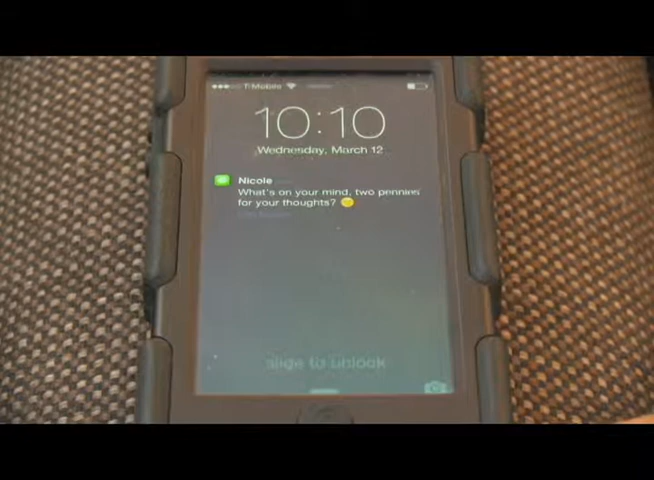 T-Mobile
10:10
Wednesday, March 12
Nicole
What's on your mind, two pennies
for your thoughts? 😊
slide to unlock